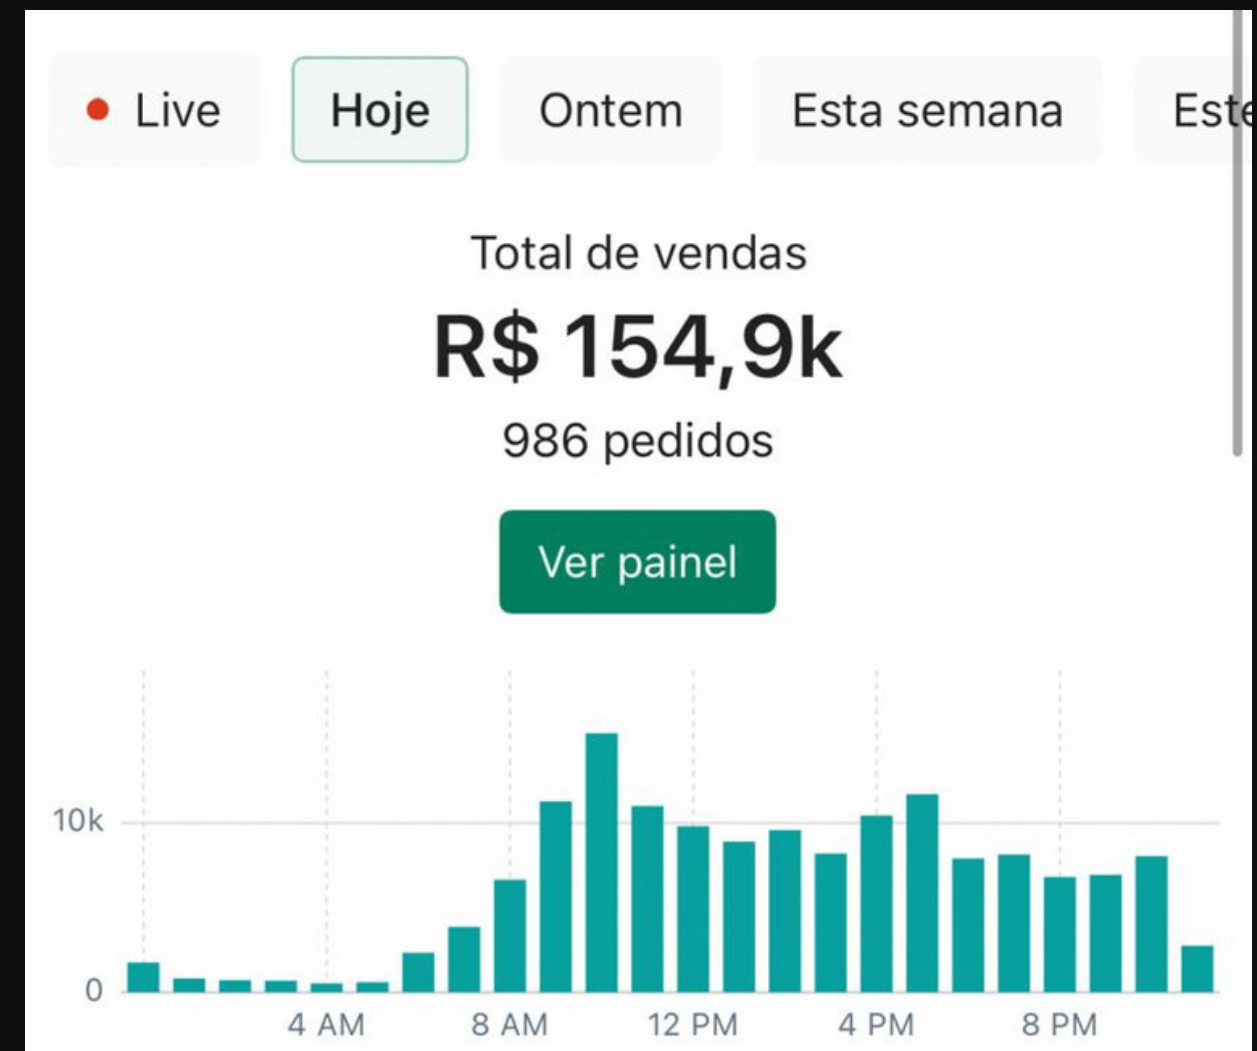 Live Hoje Ontem Esta semana Este
Total de vendas
R$ 154,9k
986 pedidos
Ver painel
10k
0
4 AM 8 AM 12 PM 4 PM 8 PM